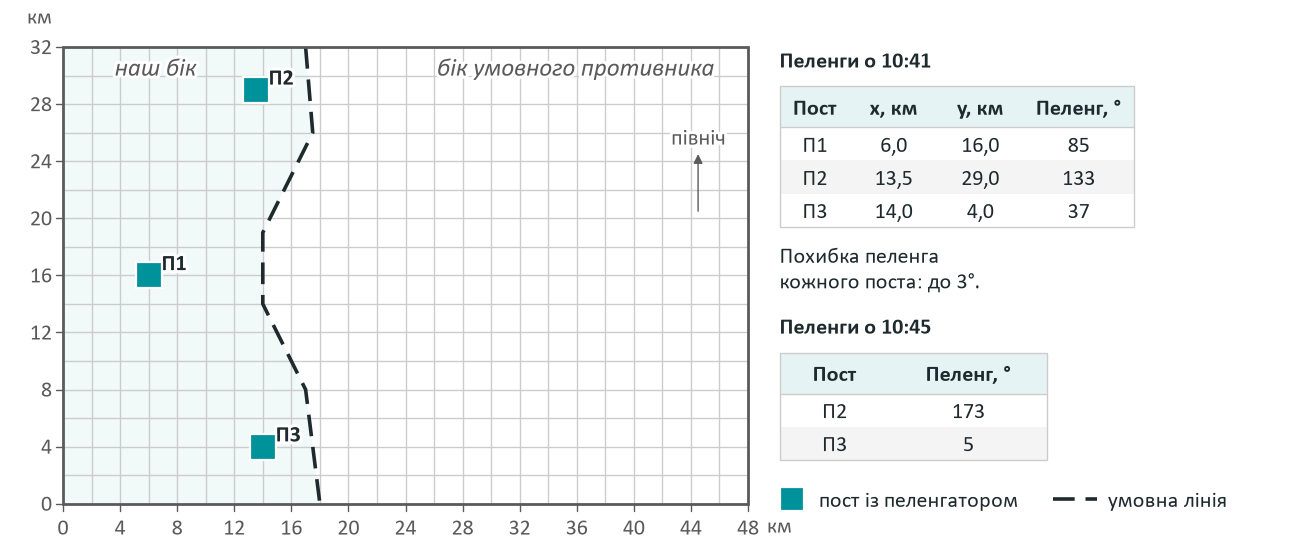 км
32
28
24
20
16
12
8
4
0
0 4 8 12 16 20 24 28 32 36 40 44 48 км
наш бік
бік умовного противника
П2
північ
П1
П3
Пеленги о 10:41
Пост x, км y, км Пеленг, °
П1 6,0 16,0 85
П2 13,5 29,0 133
П3 14,0 4,0 37
Похибка пеленга
кожного поста: до 3°.
Пеленги о 10:45
Пост Пеленг, °
П2 173
П3 5
пост із пеленгатором
умовна лінія